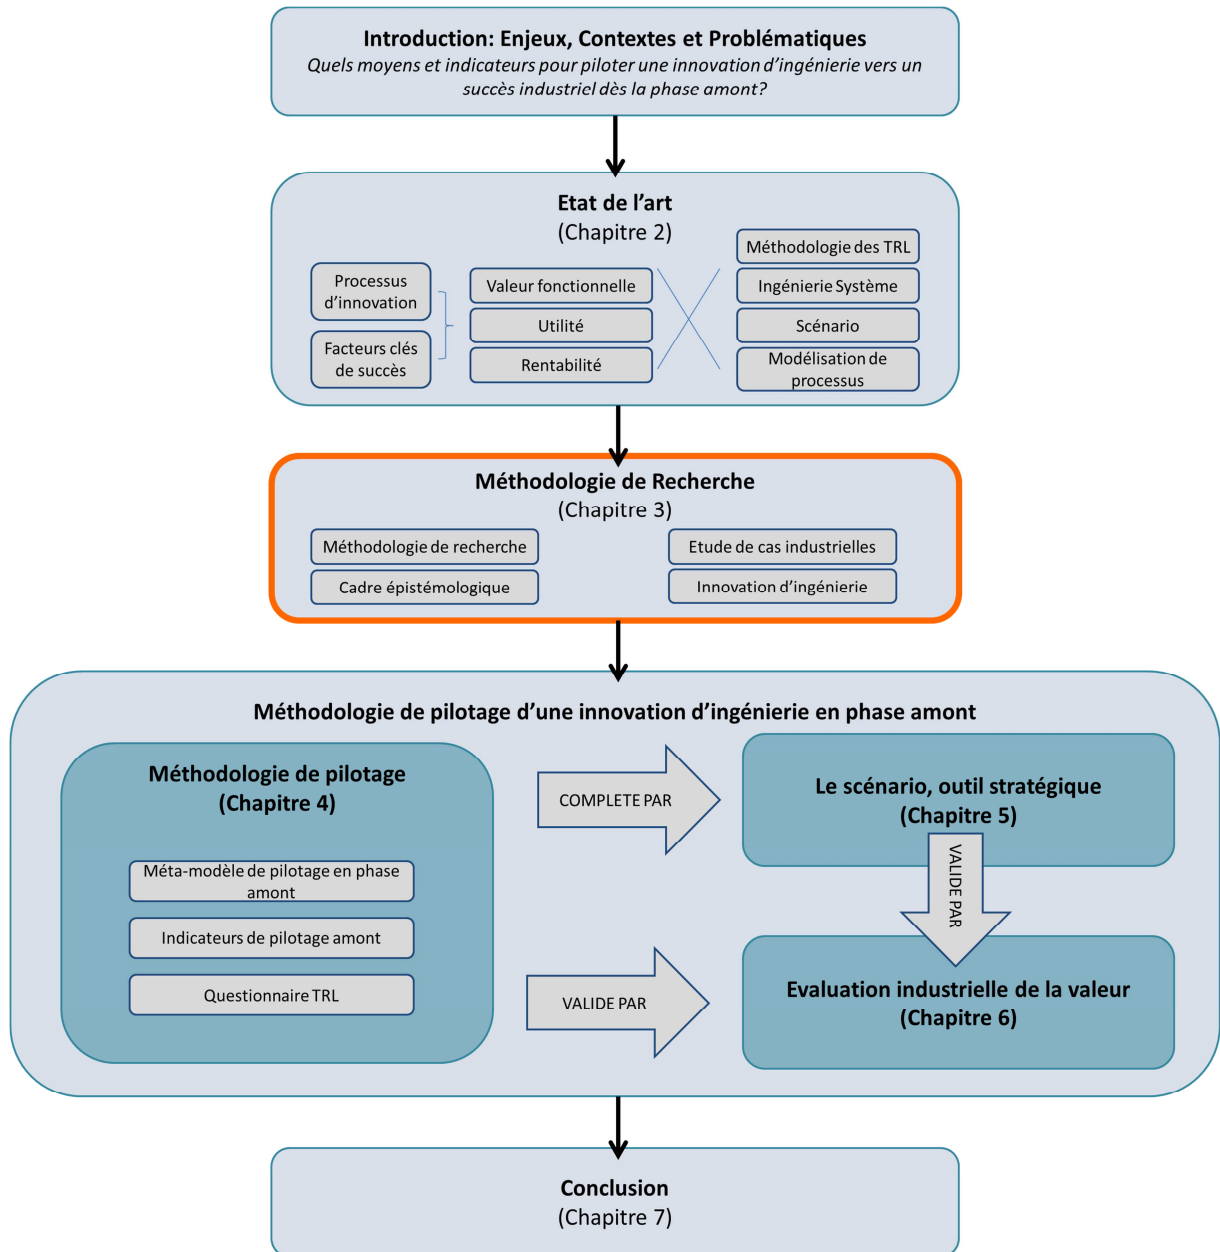 Introduction: Enjeux, Contextes et Problématiques
Quels moyens et indicateurs pour piloter une innovation d’ingénierie vers un
succès industriel dès la phase amont?
Etat de l’art
(Chapitre 2)
Processus
d’innovation
Facteurs clés
de succès
Valeur fonctionnelle
Utilité
Rentabilité
Méthodologie des TRL
Ingénierie Système
Scénario
Modélisation de
processus
Méthodologie de Recherche
(Chapitre 3)
Méthodologie de recherche
Cadre épistémologique
Etude de cas industrielles
Innovation d’ingénierie
Méthodologie de pilotage d’une innovation d’ingénierie en phase amont
Méthodologie de pilotage
(Chapitre 4)
Méta-modèle de pilotage en phase
amont
Indicateurs de pilotage amont
Questionnaire TRL
COMPLETE PAR
Le scénario, outil stratégique
(Chapitre 5)
VALIDE PAR
VALIDE PAR
Evaluation industrielle de la valeur
(Chapitre 6)
Conclusion
(Chapitre 7)